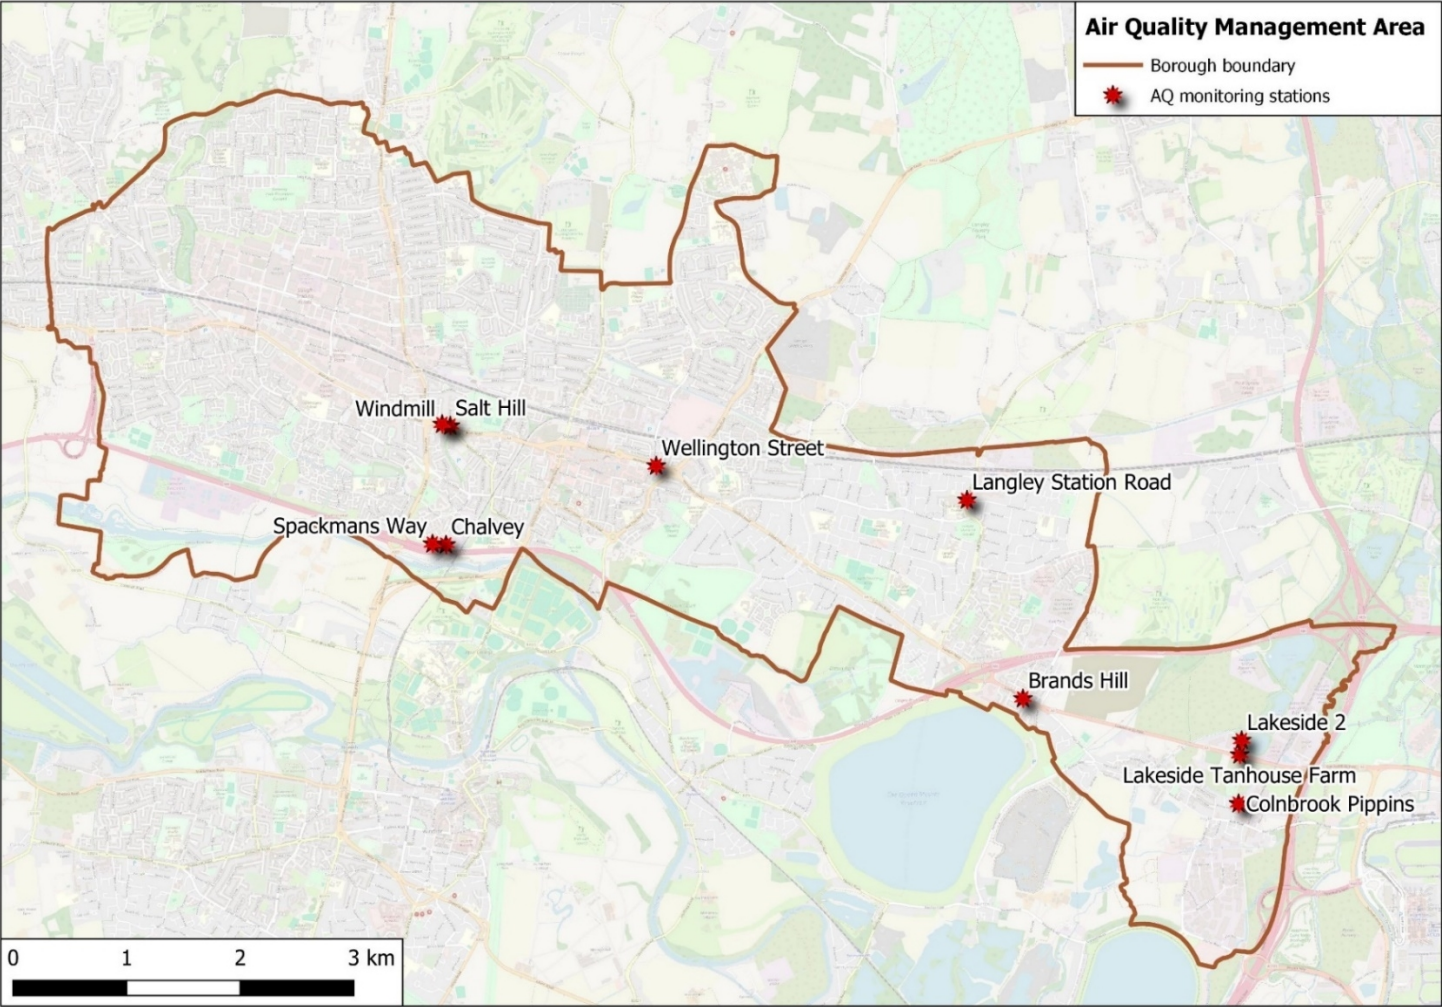 Air Quality Management Area
Borough boundary
AQ monitoring stations
Windmill
Salt Hill
Wellington Street
Langley Station Road
Spackmans Way
Chalvey
Brands Hill
Lakeside 2
Lakeside Tanhouse Farm
Colnbrook Pippins
0 1 2 3 km